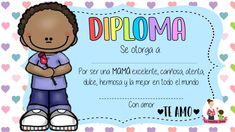 DIPLOMA
Se otorga a
Por ser una MAMÁ excelente, cariñosa, atenta,
dulce, hermosa y la mejor en todo el mundo
Con amor
TE AMO